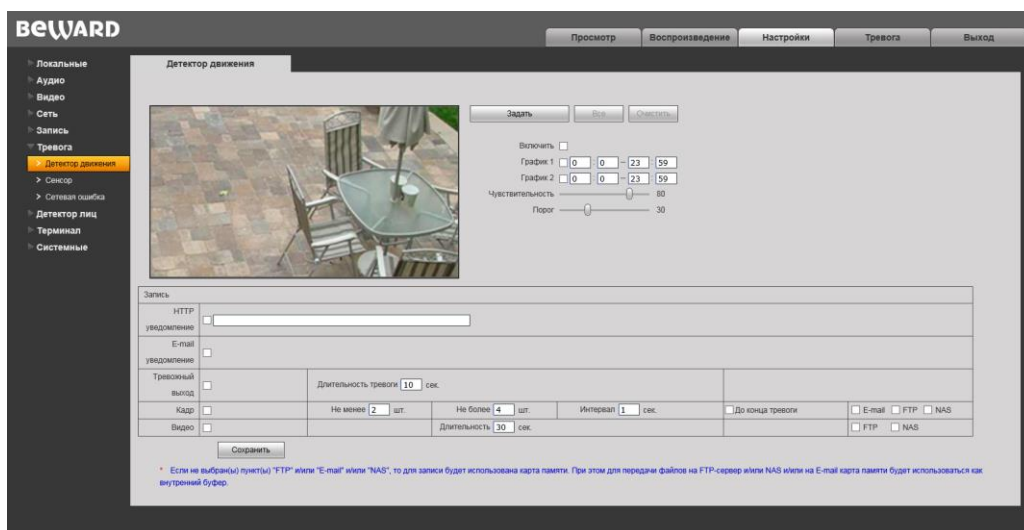 BEWARD
Просмотр Воспроизведение Настройки Тревога Выход
Локальные
Аудио
Видео
Сеть
Запись
Тревога
> Детектор движения
> Сенсор
> Сетевая ошибка
Детектор лиц
Терминал
Системные
Детектор движения
Задать Все Очистить
Включить
График 1 0 : 0 – 23 : 59
График 2 0 : 0 – 23 : 59
Чувствительность 80
Порог 30
Запись
HTTP
уведомление
E-mail
уведомление
Тревожный
выход
Длительность тревоги 10 сек.
Кадр Не менее 2 шт. Не более 4 шт. Интервал 1 сек. До конца тревоги E-mail FTP NAS
Видео Длительность 30 сек. FTP NAS
Сохранить
* Если не выбран(ы) пункт(ы) "FTP" и/или "E-mail" и/или "NAS", то для записи будет использована карта памяти. При этом для передачи файлов на FTP-сервер и/или NAS и/или на E-mail карта памяти будет использоваться как
внутренний буфер.